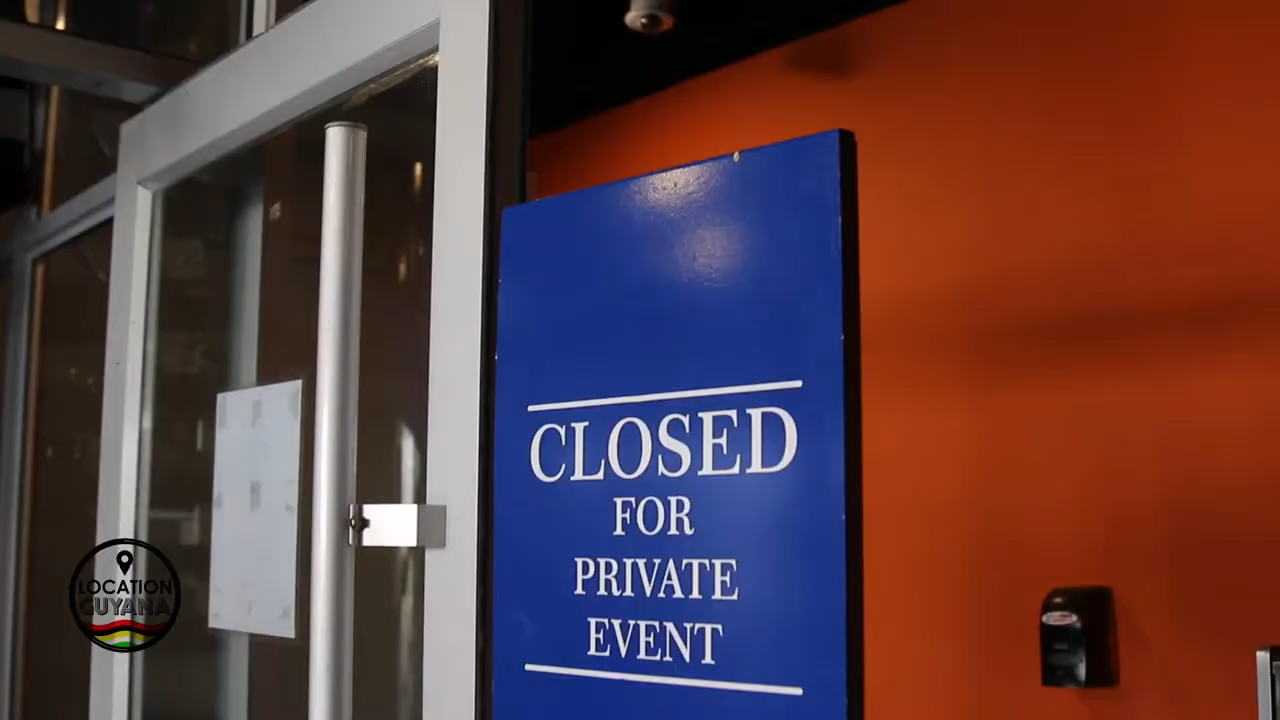 CLOSED
FOR
PRIVATE
EVENT
LOCATION
GUYANA